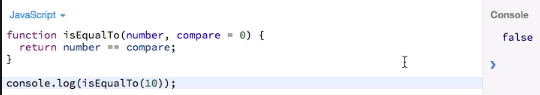 JavaScript
Console
function isEqualTo(number, compare = 0) {
return number == compare;
}
console.log(isEqualTo(10));
false